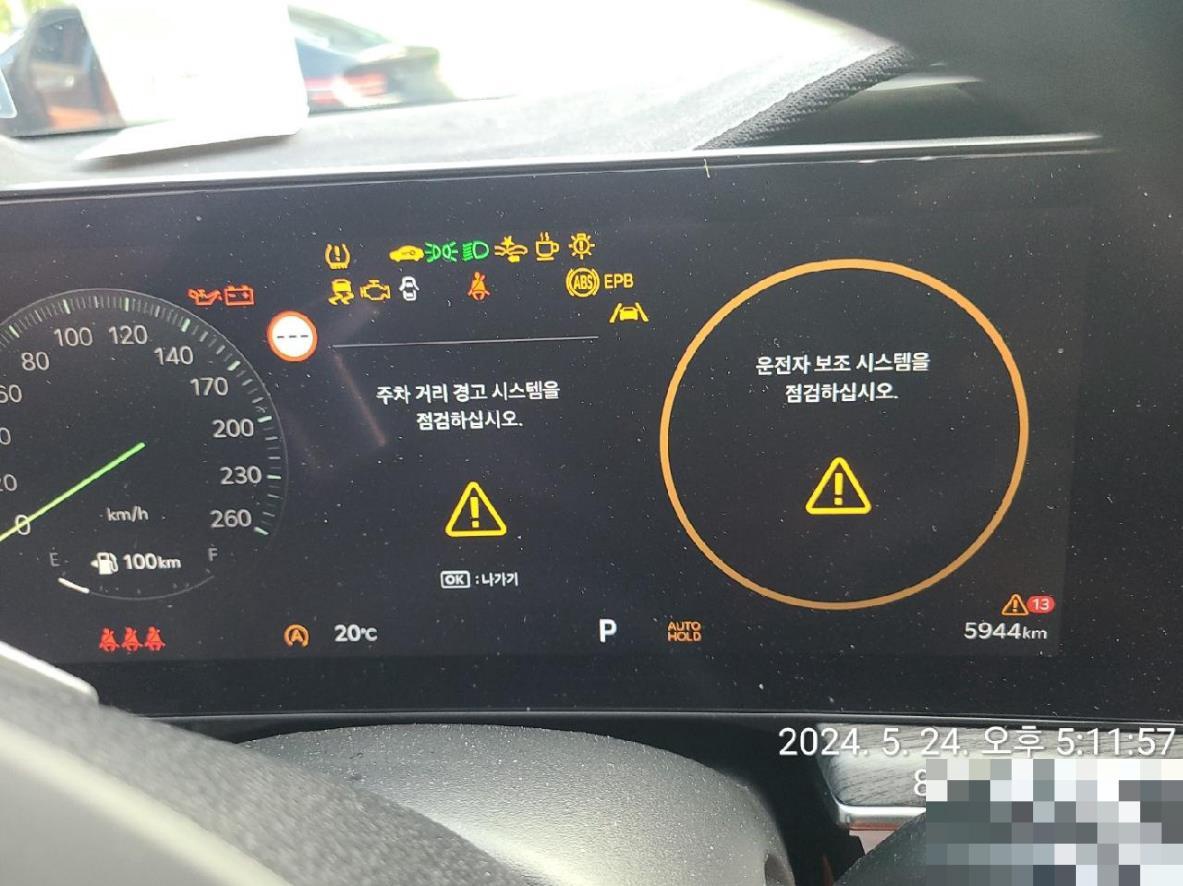 ABS
EPB
60
80
100
120
140
170
200
230
260
20
0
km/h
E
100km
F
---
주차 거리 경고 시스템을
점검하십시오.
OK : 나가기
운전자 보조 시스템을
점검하십시오.
A
20°C
P
AUTO
HOLD
13
5944km
2024. 5. 24. 오후 5:11:57